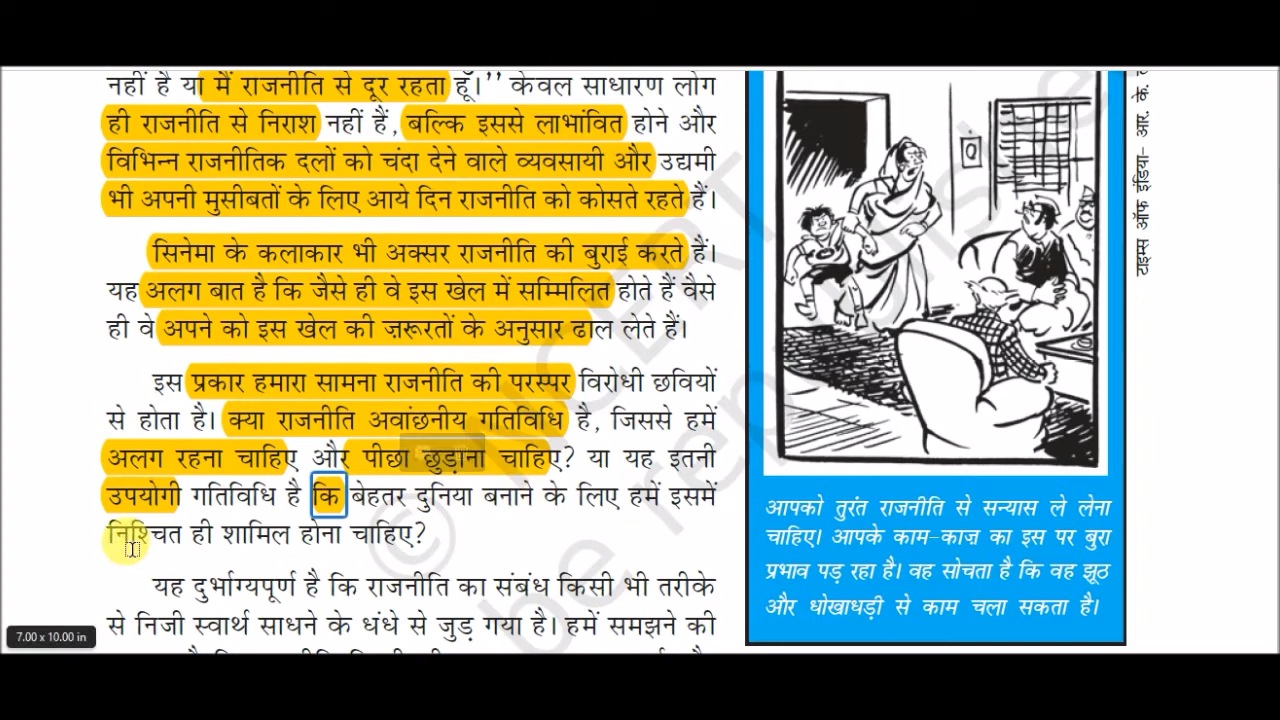 नहीं है या मैं राजनीति से दूर रहता हूँ।’’ केवल साधारण लोग
ही राजनीति से निराश नहीं हैं, बल्कि इससे लाभांवित होने और
विभिन्न राजनीतिक दलों को चंदा देने वाले व्यवसायी और उद्यमी
भी अपनी मुसीबतों के लिए आये दिन राजनीति को कोसते रहते हैं।
सिनेमा के कलाकार भी अक्सर राजनीति की बुराई करते हैं।
यह अलग बात है कि जैसे ही वे इस खेल में सम्मिलित होते हैं वैसे
ही वे अपने को इस खेल की ज़रूरतों के अनुसार ढाल लेते हैं।
इस प्रकार हमारा सामना राजनीति की परस्पर विरोधी छवियों
से होता है। क्या राजनीति अवांछनीय गतिविधि है, जिससे हमें
अलग रहना चाहिए और पीछा छुड़ाना चाहिए? या यह इतनी
उपयोगी गतिविधि है कि बेहतर दुनिया बनाने के लिए हमें इसमें
निश्चित ही शामिल होना चाहिए?
यह दुर्भाग्यपूर्ण है कि राजनीति का संबंध किसी भी तरीके
से निजी स्वार्थ साधने के धंधे से जुड़ गया है। हमें समझने की
टाइम्स ऑफ इंडिया- आर. के.
आपको तुरंत राजनीति से सन्यास ले लेना
चाहिए। आपके काम-काज का इस पर बुरा
प्रभाव पड़ रहा है। वह सोचता है कि वह झूठ
और धोखाधड़ी से काम चला सकता है।
© NCERT
be
7.00 x 10.00 in